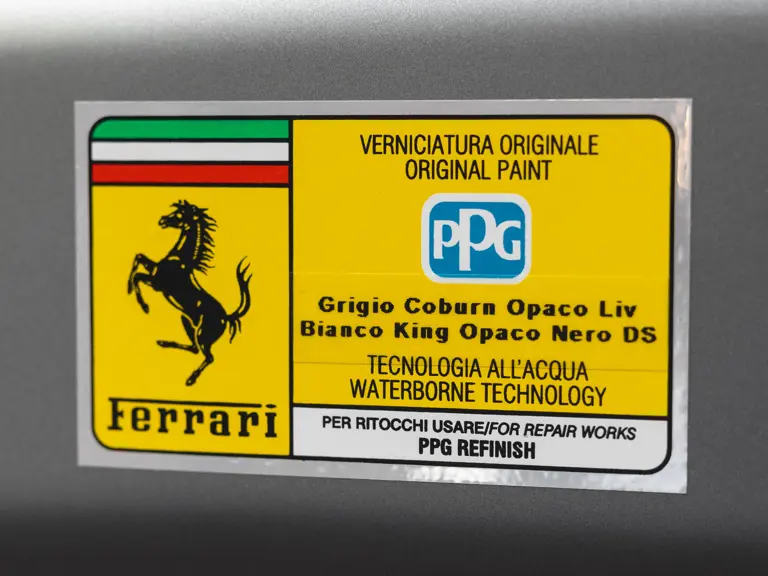 Ferrari
VERNICIATURA ORIGINALE
ORIGINAL PAINT
PPG
Grigio Coburn Opaco Liv
Bianco King Opaco Nero DS
TECNOLOGIA ALL'ACQUA
WATERBORNE TECHNOLOGY
PER RITOCCHI USARE/FOR REPAIR WORKS
PPG REFINISH